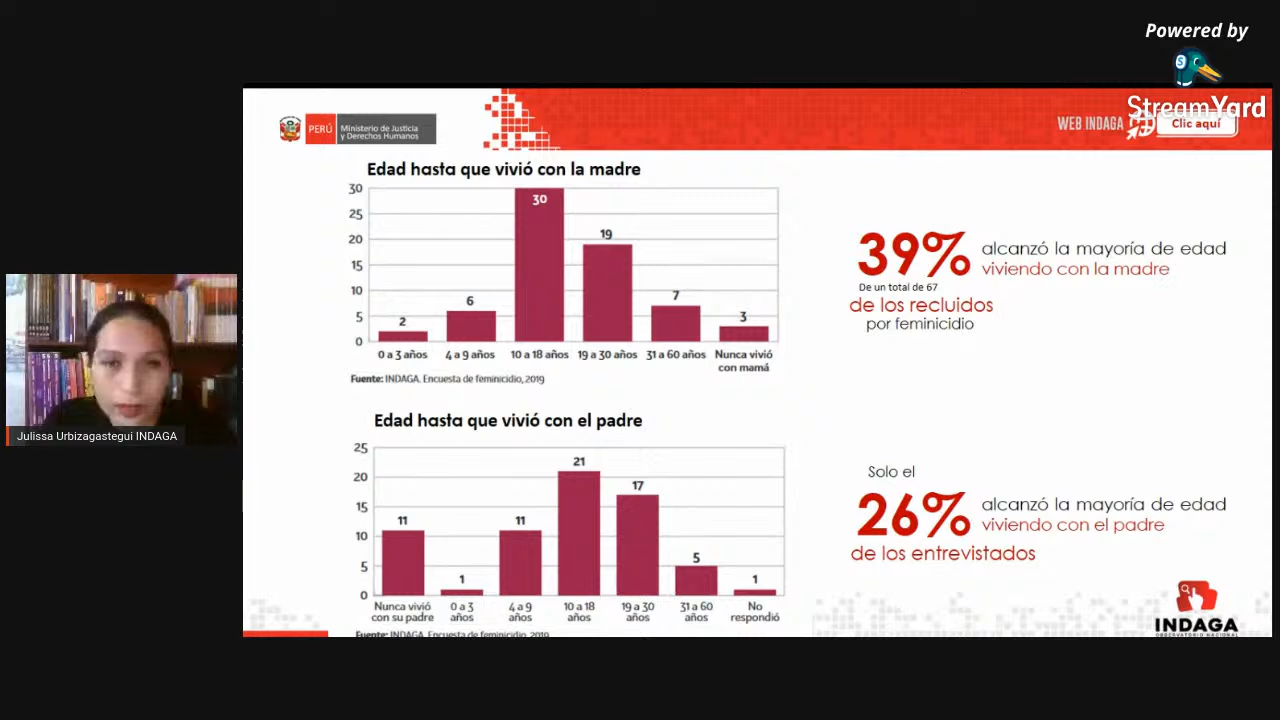 Powered by
StreamYard
PERÚ
Ministerio de Justicia
y Derechos Humanos
WEB INDAGA
Clic aquí
Edad hasta que vivió con la madre
30
25
20
15
10
5
0
2
6
30
19
7
3
0 a 3 años
4 a 9 años
10 a 18 años
19 a 30 años
31 a 60 años
Nunca vivió
con mamá
Fuente: INDAGA. Encuesta de feminicidio, 2019
39%
alcanzó la mayoría de edad
viviendo con la madre
De un total de 67
de los recluidos
por feminicidio
Julissa Urbizagastegui INDAGA
Edad hasta que vivió con el padre
25
20
15
10
5
0
11
1
11
21
17
5
1
Nunca vivió
con su padre
0 a 3
años
4 a 9
años
10 a 18
años
19 a 30
años
31 a 60
años
No
respondió
Fuente: INDAGA. Encuesta de feminicidio, 2019
Solo el
26%
alcanzó la mayoría de edad
viviendo con el padre
de los entrevistados
INDAGA
OBSERVATORIO NACIONAL